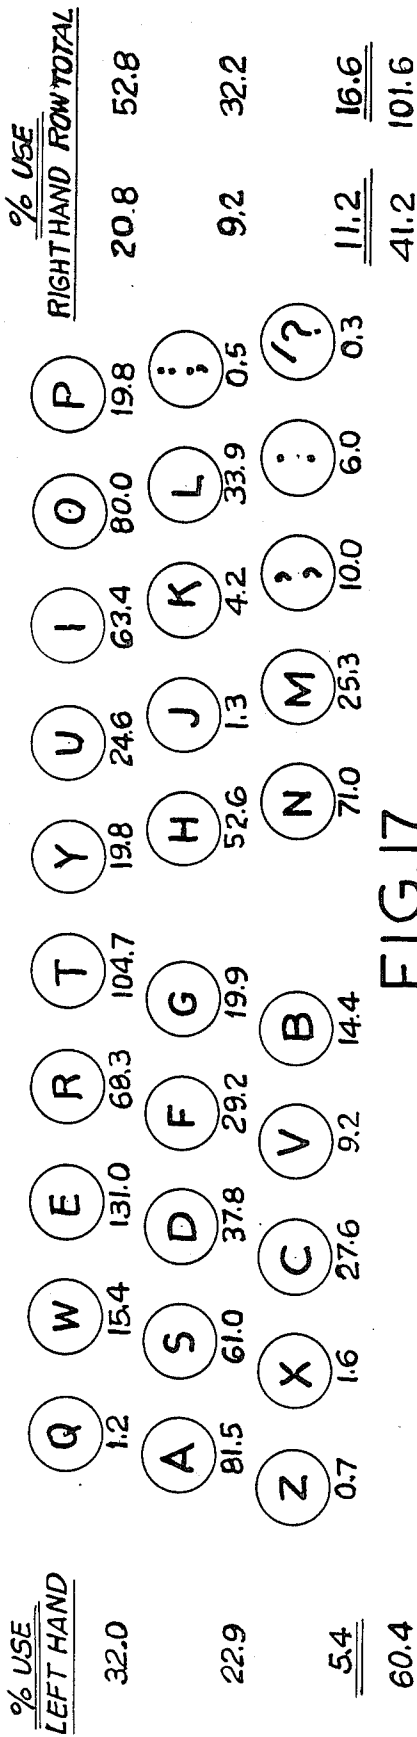 % USE % USE
LEFT HAND RIGHT HAND ROW TOTAL
Q W E R T Y U I O P
32.0 1.2 15.4 131.0 68.3 104.7 19.8 24.6 63.4 80.0 19.8 20.8 52.8
A S D F G H J K L ;
22.9 81.5 61.0 37.8 29.2 19.9 52.6 1.3 4.2 33.9 0.5 9.2 32.2
Z X C V B N M , : /?
5.4 0.7 1.6 27.6 9.2 14.4 71.0 25.3 10.0 6.0 0.3 11.2 16.6
60.4 41.2 101.6
FIG. 17